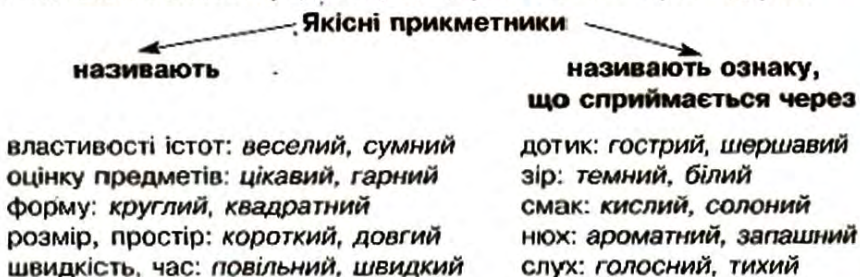 Якісні прикметники
називають
називають ознаку,
що сприймається через
властивості істот: веселий, сумний
оцінку предметів: цікавий, гарний
форму: круглий, квадратний
розмір, простір: короткий, довгий
швидкість, час: повільний, швидкий
дотик: гострий, шершавий
зір: темний, білий
смак: кислий, солоний
нюх: ароматний, запашний
слух: голосний, тихий